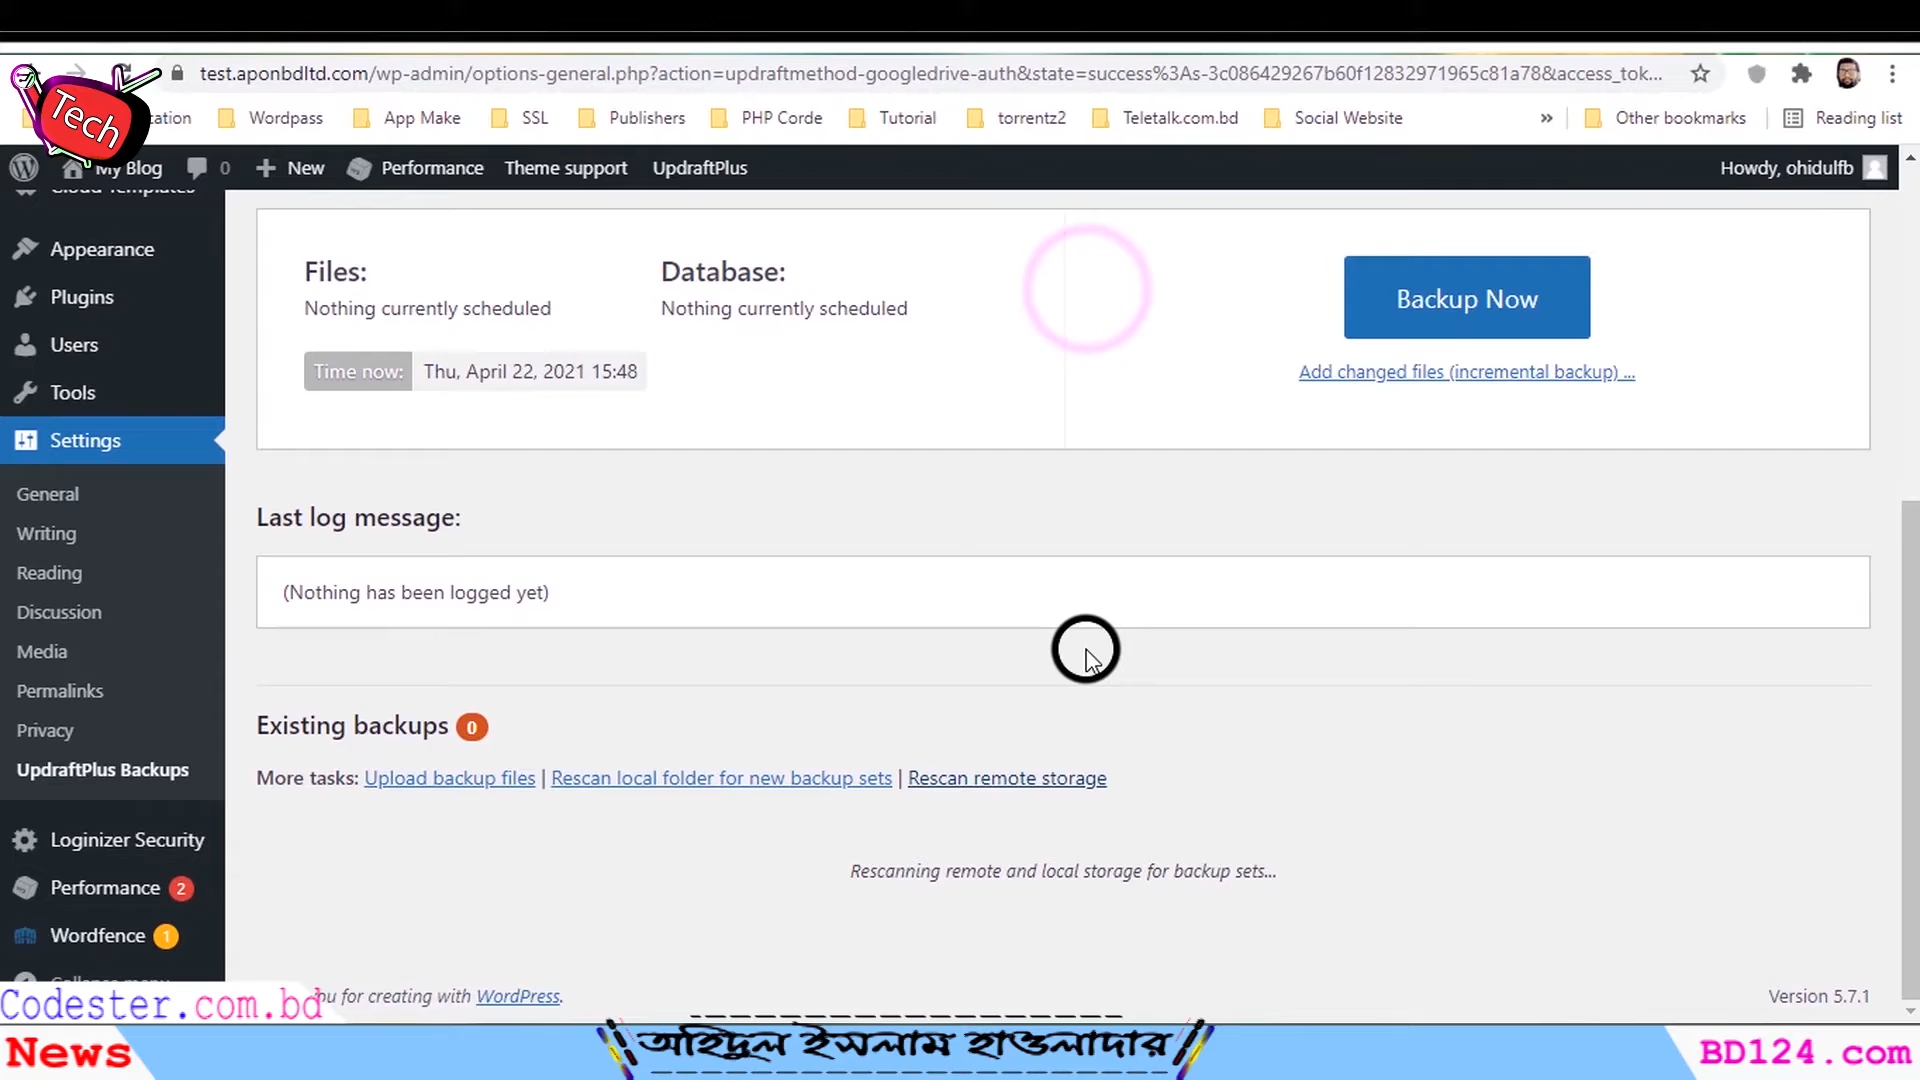 test.aponbdltd.com/wp-admin/options-general.php?action=updraftmethod-googledrive-auth&state=success%3As-3c086429267b60f12832971965c81a78&access_tok...
Tech
Wordpass
App Make
SSL
Publishers
PHP Corde
Tutorial
torrentz2
Teletalk.com.bd
Social Website
»
Other bookmarks
Reading list
My Blog
0
New
Performance
Theme support
UpdraftPlus
Howdy, ohidulfb
Cloud Templates
Appearance
Plugins
Users
Tools
Settings
General
Writing
Reading
Discussion
Media
Permalinks
Privacy
UpdraftPlus Backups
Loginizer Security
Performance 2
Wordfence 1
Files:
Nothing currently scheduled
Database:
Nothing currently scheduled
Time now: Thu, April 22, 2021 15:48
Backup Now
Add changed files (incremental backup) ...
Last log message:
(Nothing has been logged yet)
Existing backups 0
More tasks: Upload backup files | Rescan local folder for new backup sets | Rescan remote storage
Rescanning remote and local storage for backup sets...
for creating with WordPress.
Version 5.7.1
Codester.com.bd
News
অহিদুল ইসলাম হাওলাদার
BD124.com